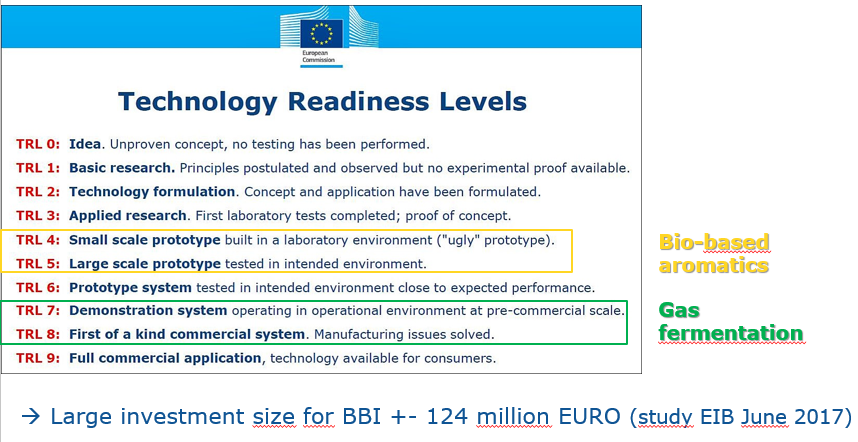 European
Commission
Technology Readiness Levels
TRL 0: Idea. Unproven concept, no testing has been performed.
TRL 1: Basic research. Principles postulated and observed but no experimental proof available.
TRL 2: Technology formulation. Concept and application have been formulated.
TRL 3: Applied research. First laboratory tests completed; proof of concept.
TRL 4: Small scale prototype built in a laboratory environment ("ugly" prototype).
TRL 5: Large scale prototype tested in intended environment.
TRL 6: Prototype system tested in intended environment close to expected performance.
TRL 7: Demonstration system operating in operational environment at pre-commercial scale.
TRL 8: First of a kind commercial system. Manufacturing issues solved.
TRL 9: Full commercial application, technology available for consumers.
Bio-based
aromatics
Gas
fermentation
→ Large investment size for BBI +- 124 million EURO (study EIB June 2017)